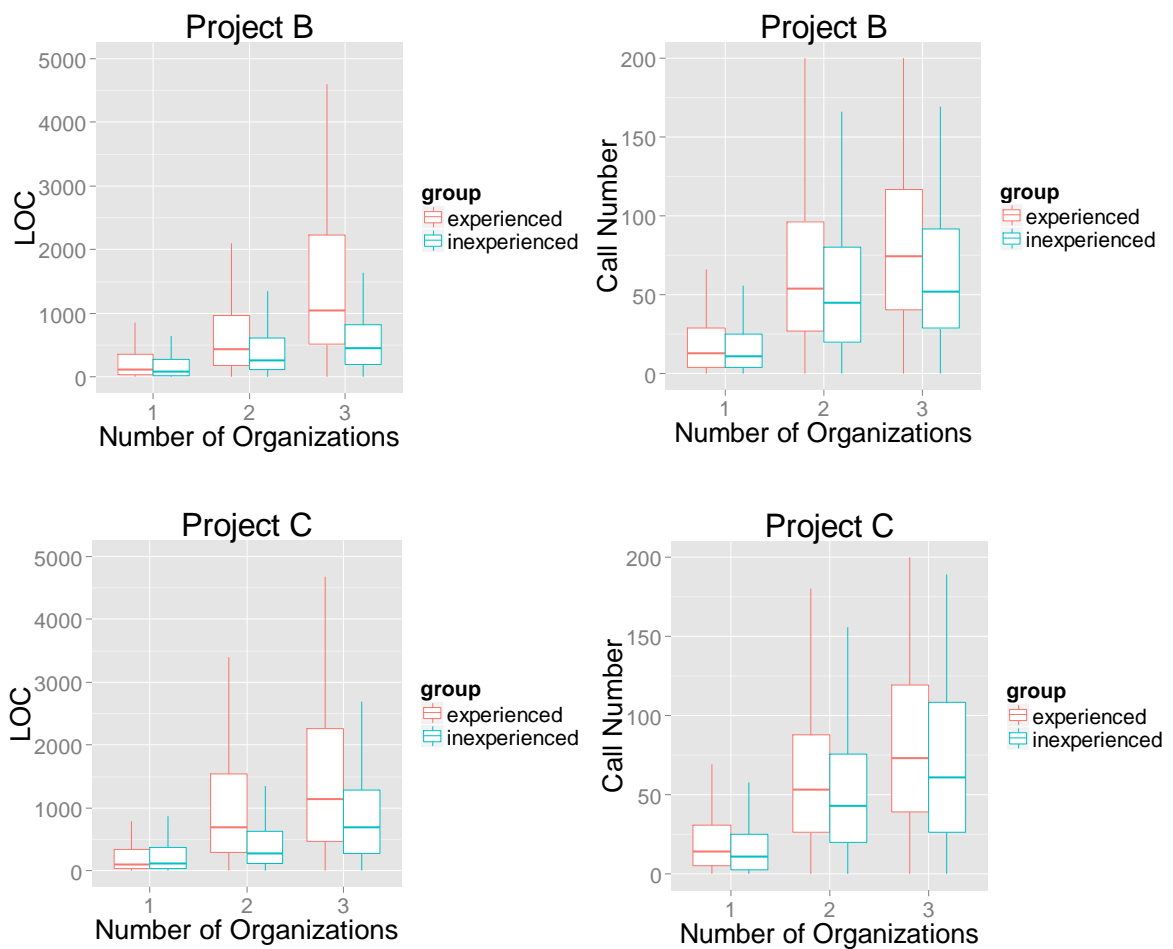 Project B
5000
4000
3000
2000
1000
0
LOC
1 2 3
Number of Organizations
group
experienced
inexperienced
Project B
200
150
100
50
0
Call Number
1 2 3
Number of Organizations
group
experienced
inexperienced
Project C
5000
4000
3000
2000
1000
0
LOC
1 2 3
Number of Organizations
group
experienced
inexperienced
Project C
200
150
100
50
0
Call Number
1 2 3
Number of Organizations
group
experienced
inexperienced